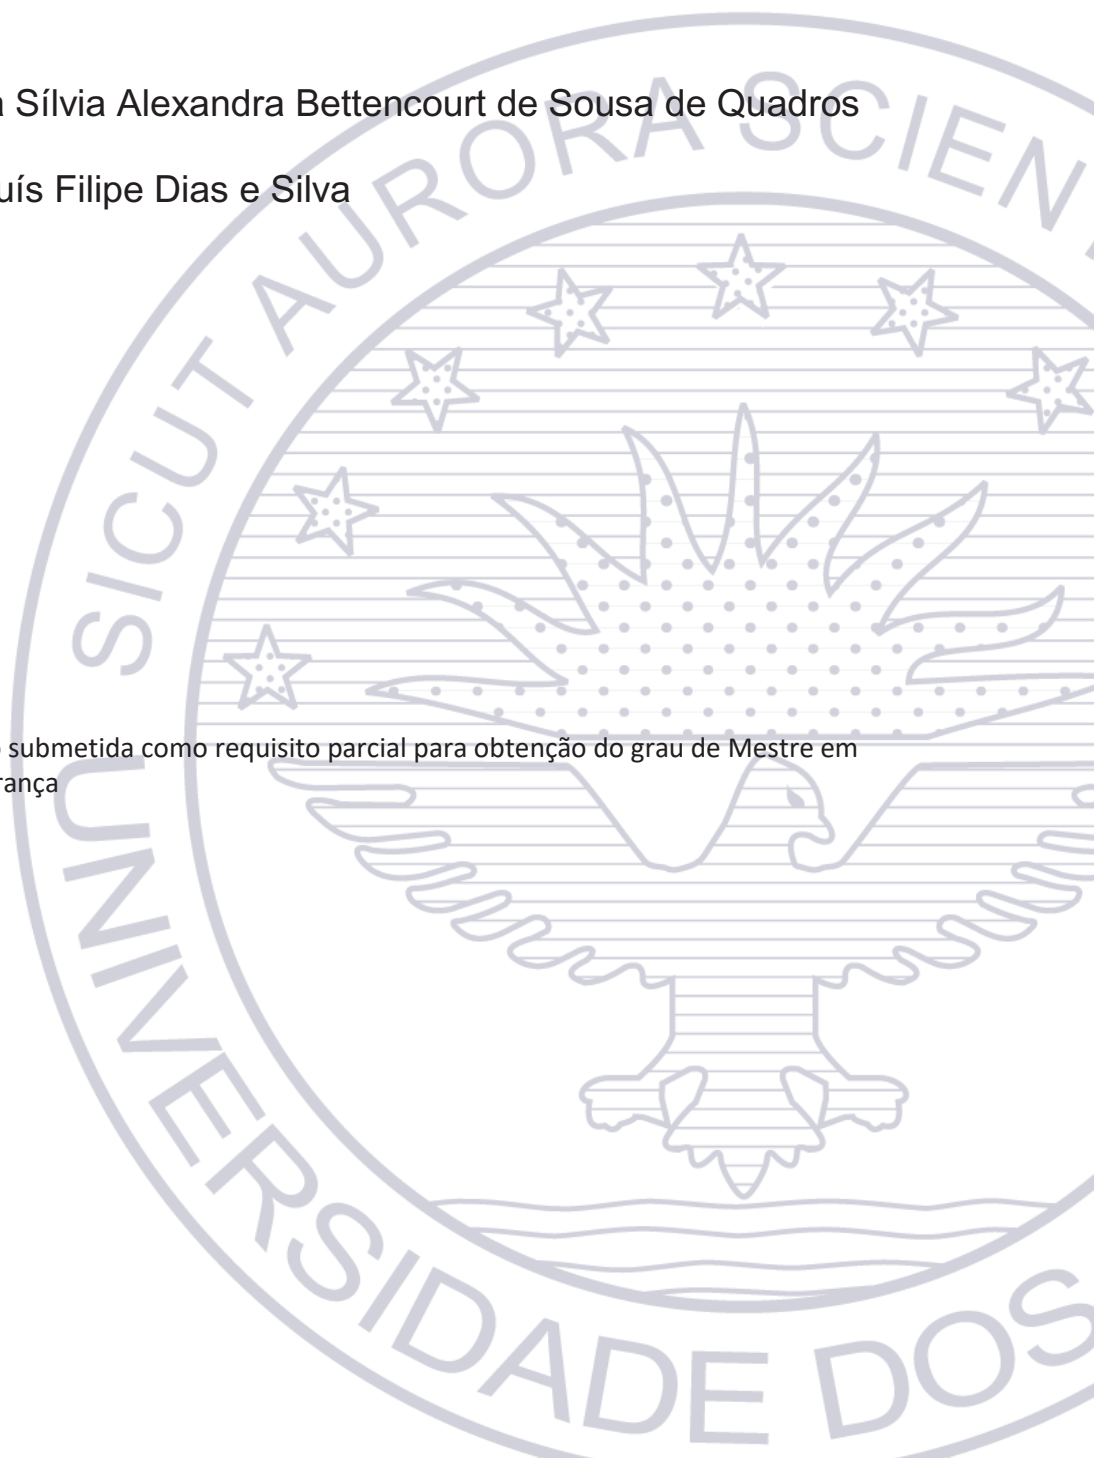 a Sílvia Alexandra Bettencourt de Sousa de Quadros
uís Filipe Dias e Silva
o submetida como requisito parcial para obtenção do grau de Mestre em
rança
SICUT AURORA SCIEN
UNIVERSIDADE DOS